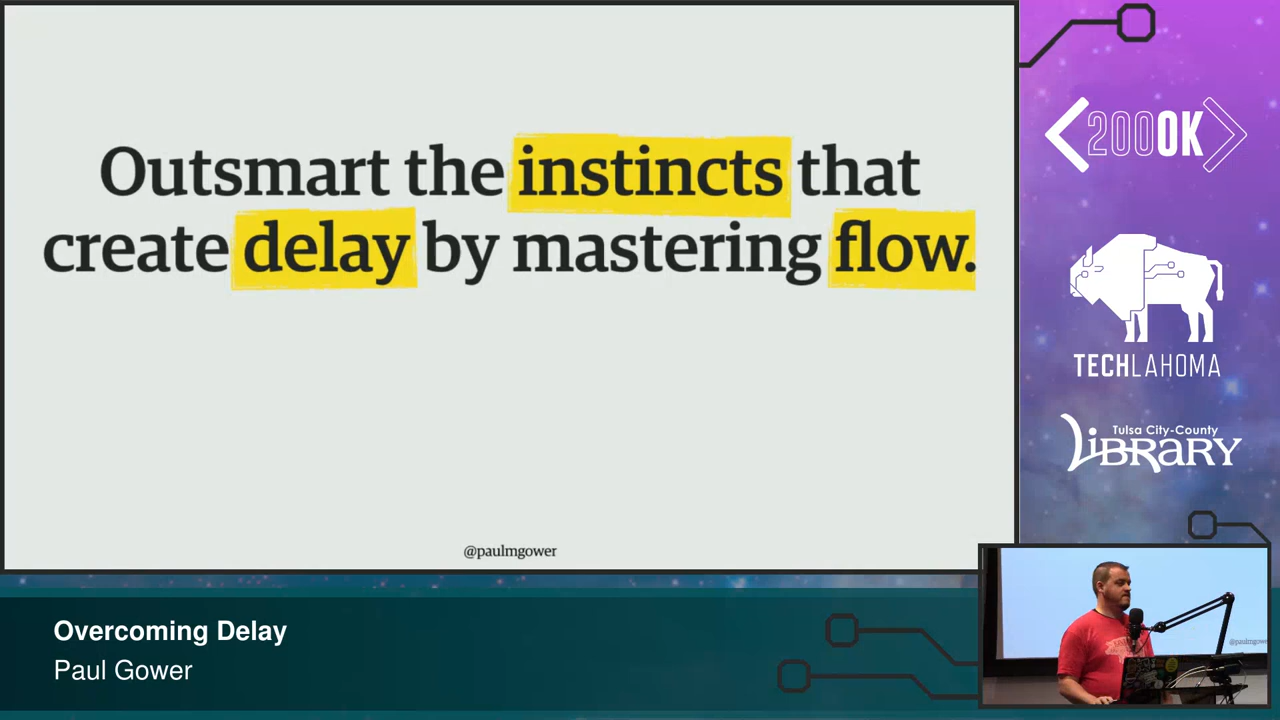 Outsmart the instincts that
create delay by mastering flow.
@paulmgower
200OK
TECHLAHOMA
Tulsa City-County
LIBRARY
Overcoming Delay
Paul Gower
@paulmgower